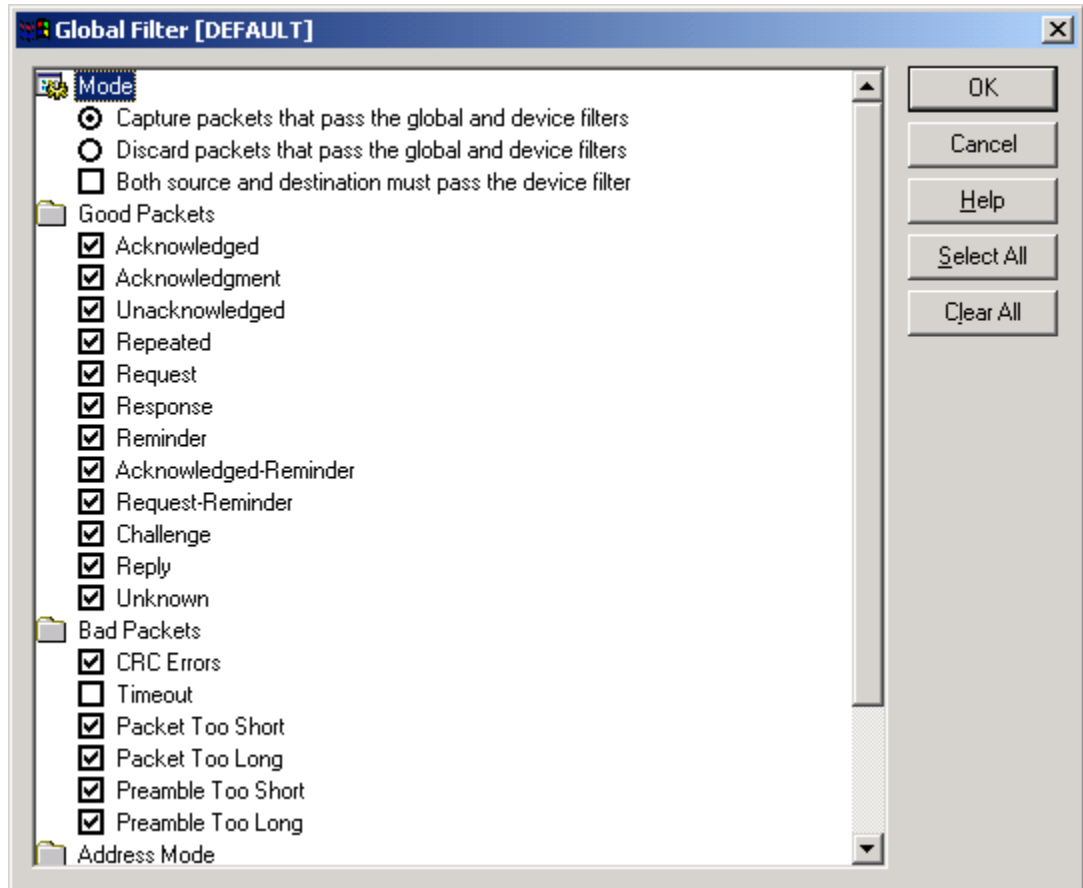 Global Filter [DEFAULT]
Mode
Capture packets that pass the global and device filters
Discard packets that pass the global and device filters
Both source and destination must pass the device filter
Good Packets
Acknowledged
Acknowledgment
Unacknowledged
Repeated
Request
Response
Reminder
Acknowledged-Reminder
Request-Reminder
Challenge
Reply
Unknown
Bad Packets
CRC Errors
Timeout
Packet Too Short
Packet Too Long
Preamble Too Short
Preamble Too Long
Address Mode
OK
Cancel
Help
Select All
Clear All